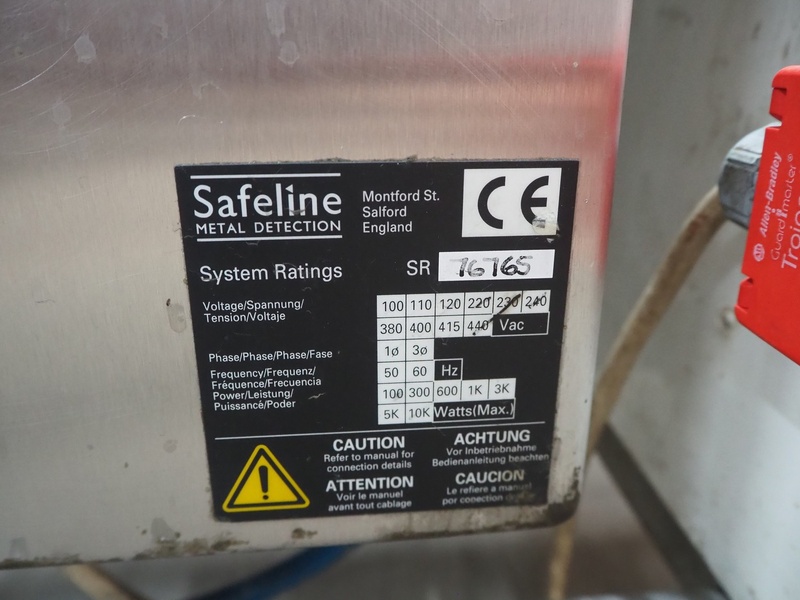 Safeline
METAL DETECTION
Montford St.
Salford
England
CE
System Ratings
SR 76765
Voltage/Spannung/
Tension/Voltaje
100 110 120 220 230 240
380 400 415 440 Vac
Phase/Phase/Phase/Fase
1ø 3ø
Frequency/Frequenz/
Fréquence/Frecuencia
50 60 Hz
Power/Leistung/
Puissancé/Poder
100 300 600 1K 3K
5K 10K Watts(Max.)
CAUTION
Refer to manual for
connection details
ACHTUNG
Vor Inbetriebnahme
Bedienanleitung beachten
ATTENTION
Voir le manuel
avant tout cablage
CAUCION
Le refiere a manual
por conection
Allen-Bradley
Guardmaster®
Troja